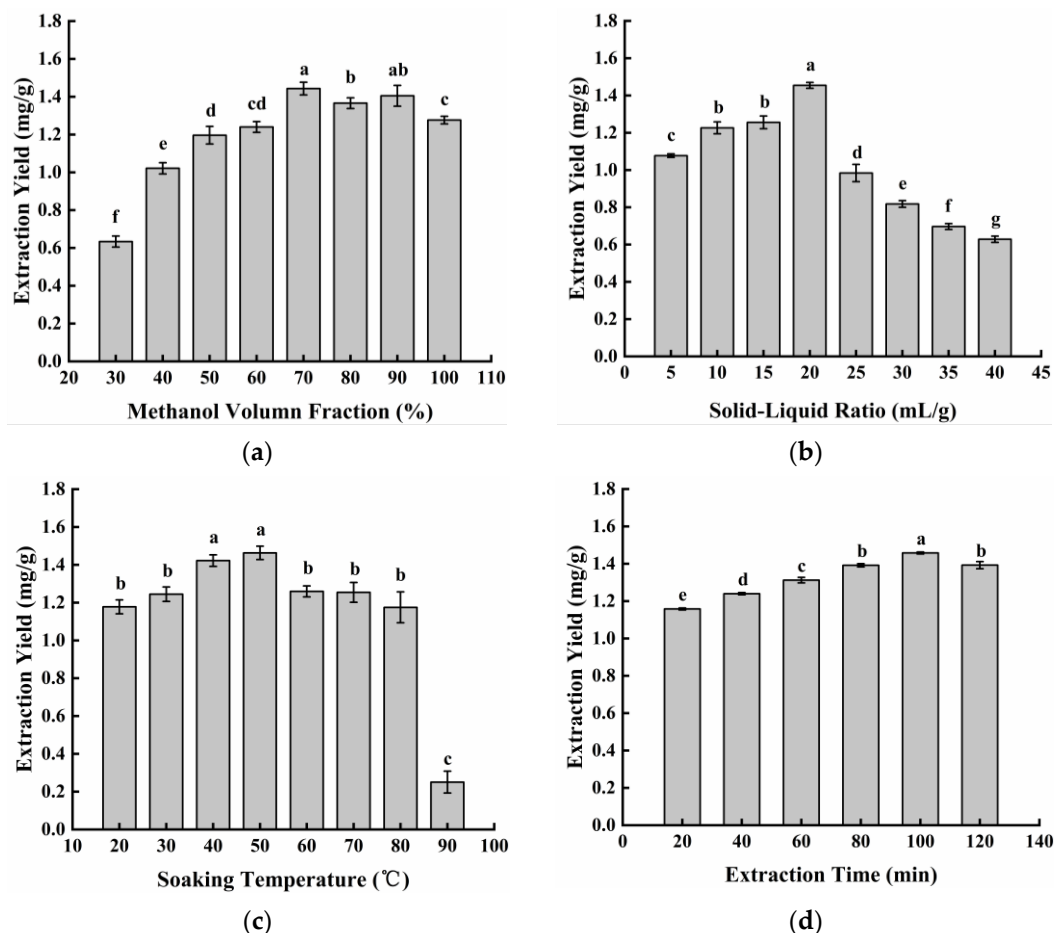 1.8
1.6
1.4
1.2
1.0
0.8
0.6
0.4
0.2
0.0
Extraction Yield (mg/g)
f
e
d
cd
a
b
ab
c
20 30 40 50 60 70 80 90 100 110
Methanol Volumn Fraction (%)
(a)
1.8
1.6
1.4
1.2
1.0
0.8
0.6
0.4
0.2
0.0
Extraction Yield (mg/g)
c
b
b
a
d
e
f
g
0 5 10 15 20 25 30 35 40 45
Solid-Liquid Ratio (mL/g)
(b)
1.8
1.6
1.4
1.2
1.0
0.8
0.6
0.4
0.2
0.0
Extraction Yield (mg/g)
b
b
a
a
b
b
b
c
10 20 30 40 50 60 70 80 90 100
Soaking Temperature (℃)
(c)
1.8
1.6
1.4
1.2
1.0
0.8
0.6
0.4
0.2
0.0
Extraction Yield (mg/g)
e
d
c
b
a
b
0 20 40 60 80 100 120 140
Extraction Time (min)
(d)